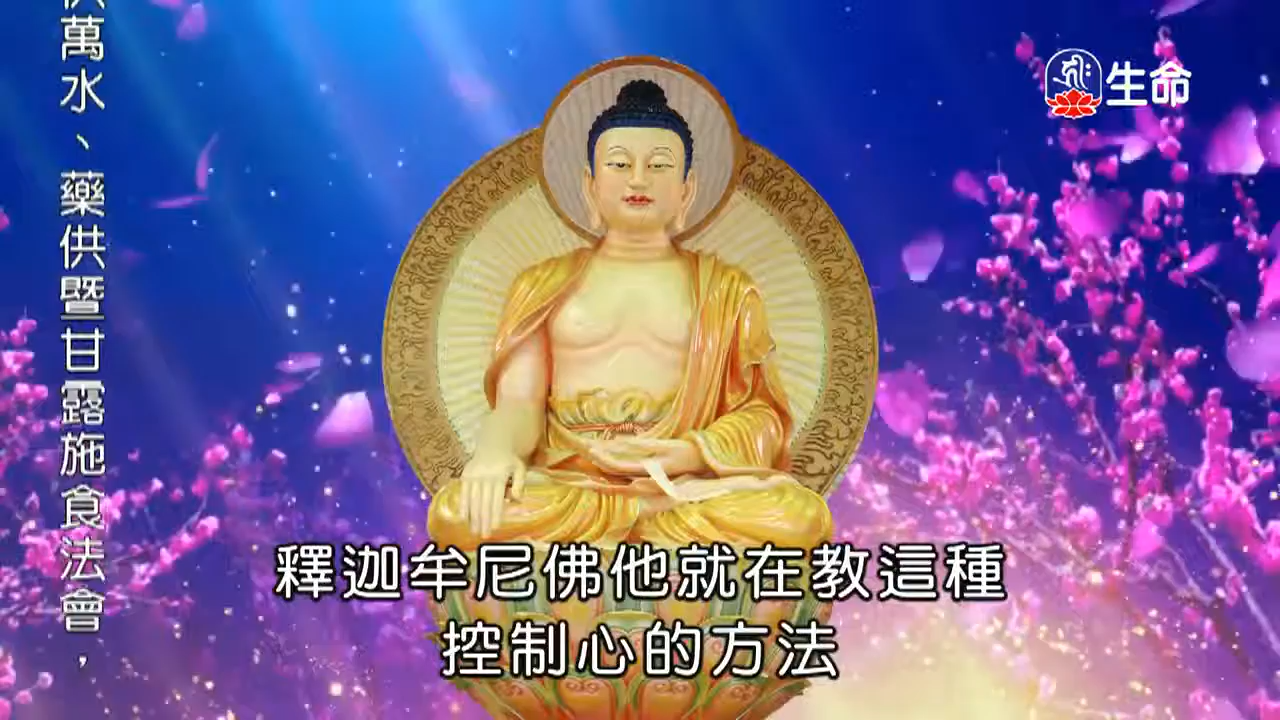 供萬水、藥供暨甘露施食法會，
生命
釋迦牟尼佛他就在教這種
控制心的方法